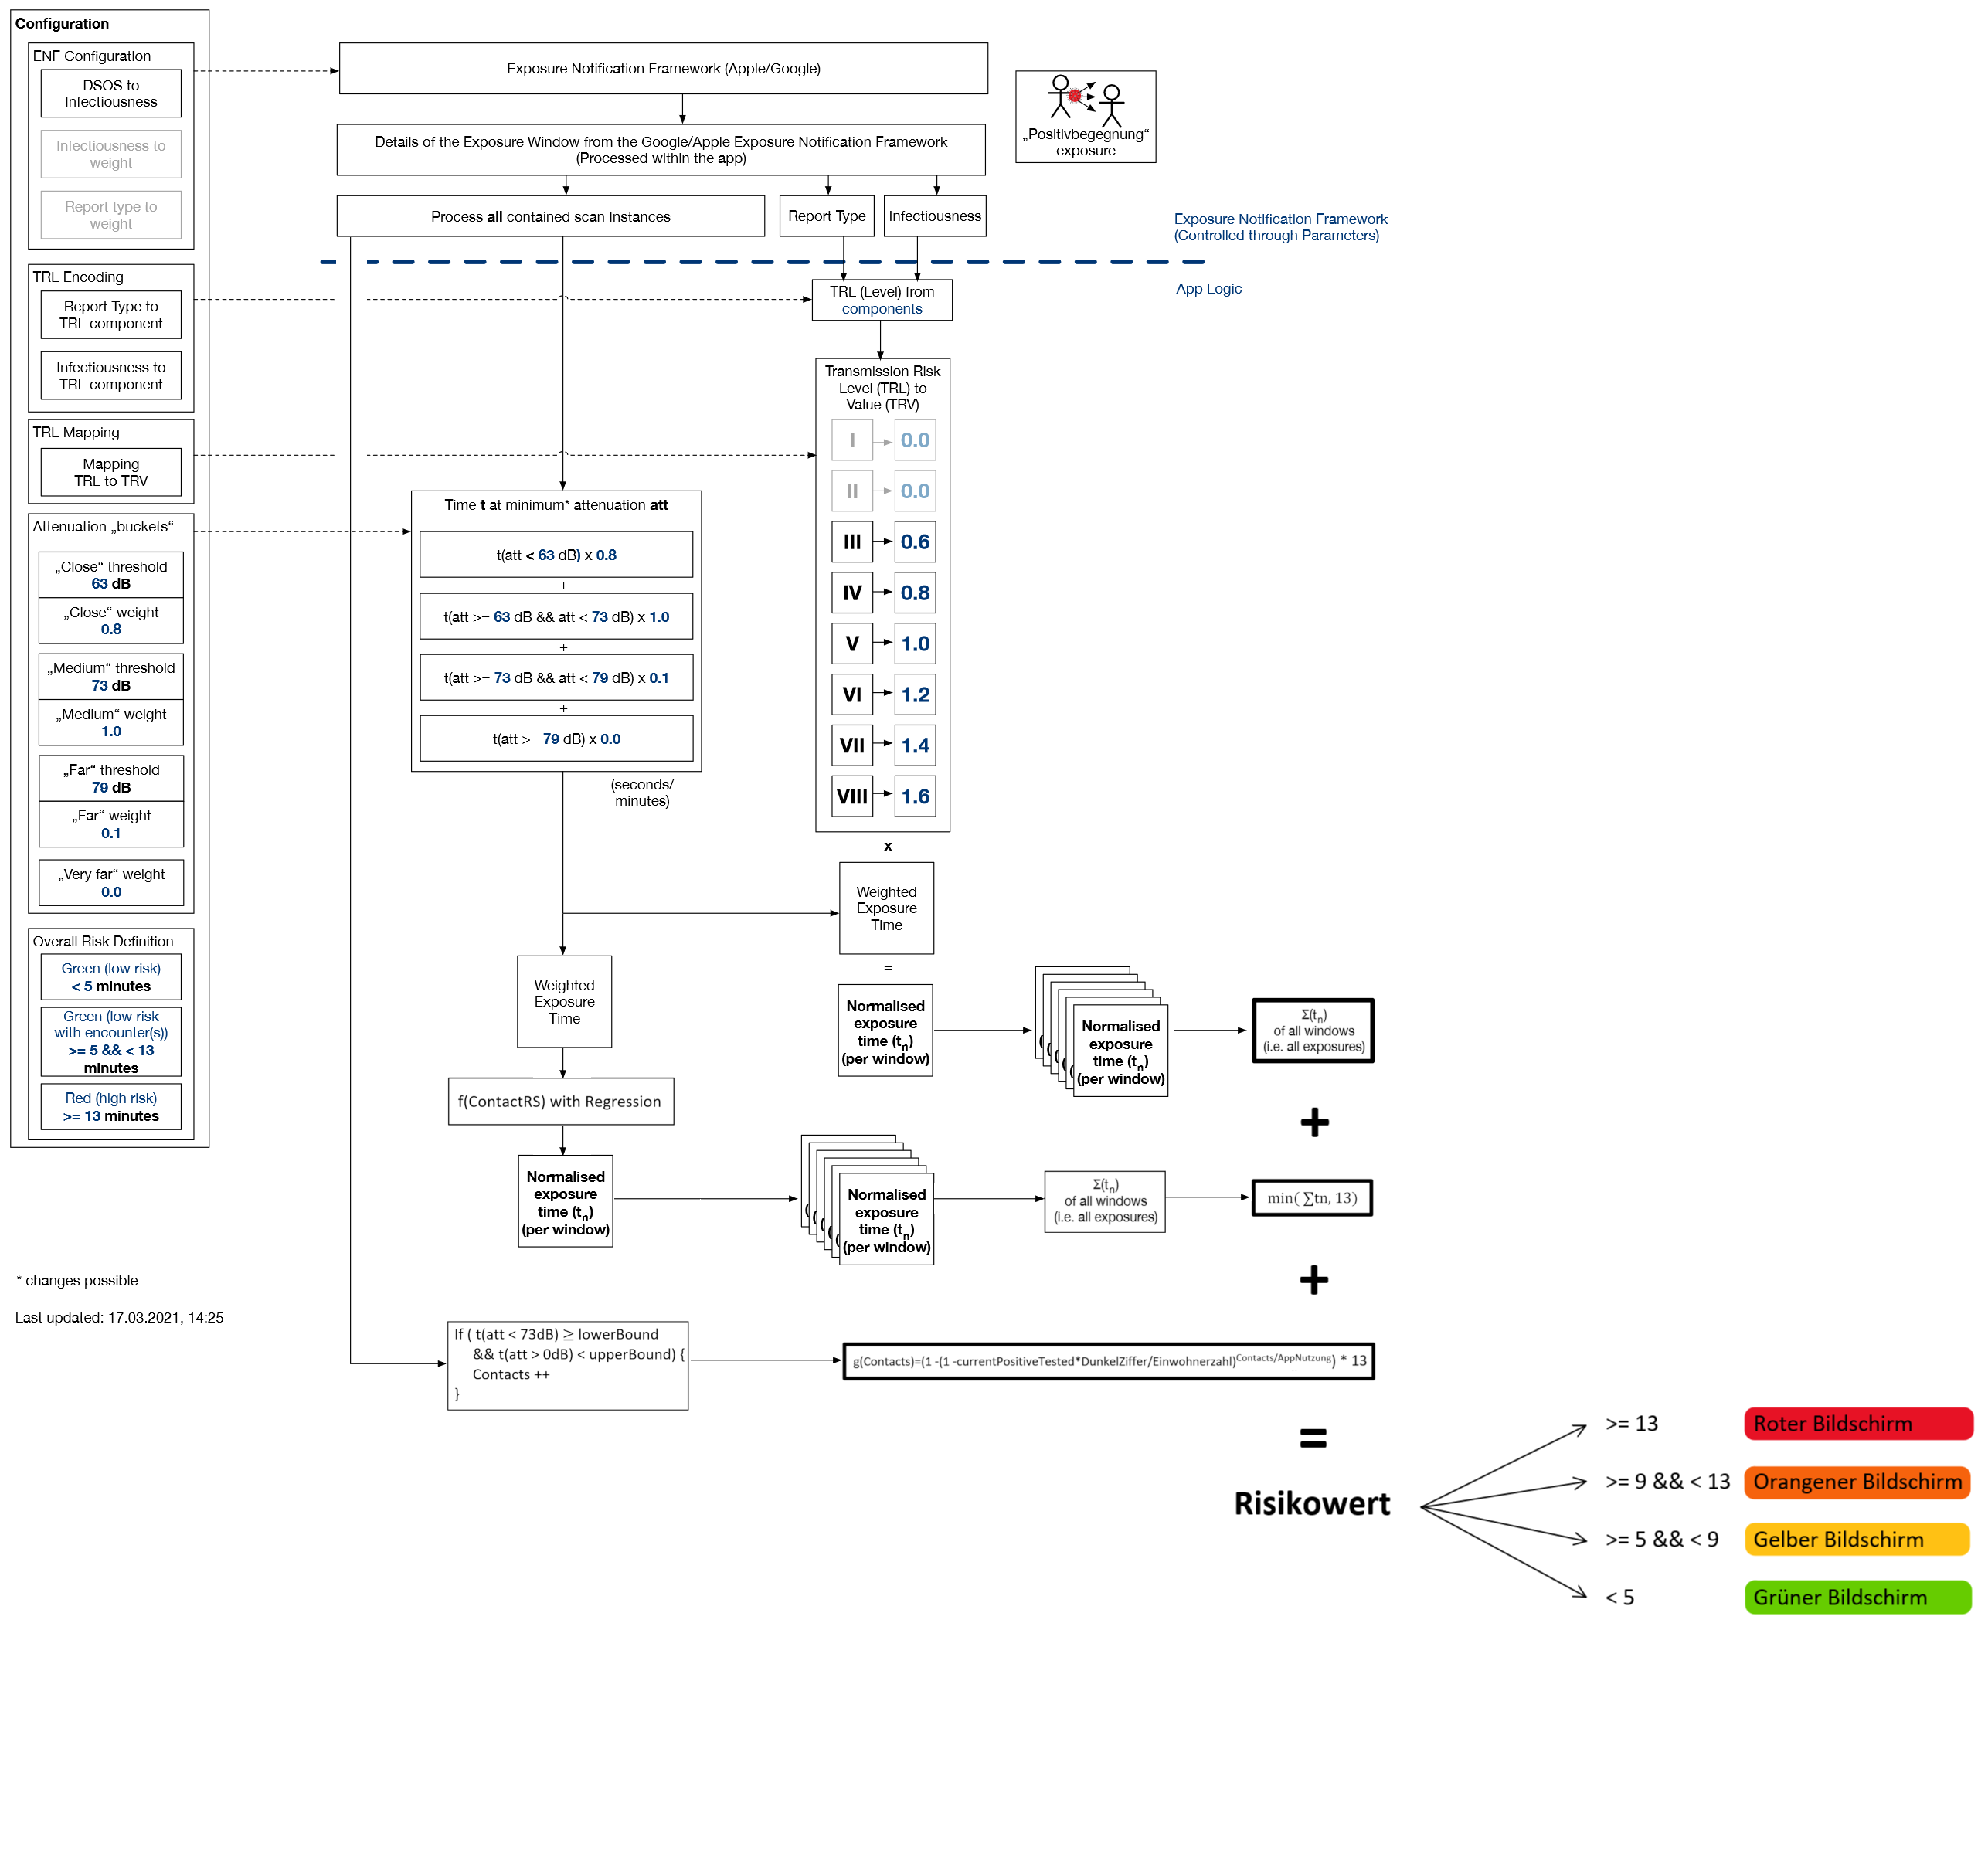 Configuration
ENF Configuration
DSOS to
Infectiousness
Infectiousness to
weight
Report type to
weight
TRL Encoding
Report Type to
TRL component
Infectiousness to
TRL component
TRL Mapping
Mapping
TRL to TRV
Attenuation „buckets“
„Close“ threshold
63 dB
„Close“ weight
0.8
„Medium“ threshold
73 dB
„Medium“ weight
1.0
„Far“ threshold
79 dB
„Far“ weight
0.1
„Very far“ weight
0.0
Overall Risk Definition
Green (low risk)
< 5 minutes
Green (low risk
with encounter(s))
>= 5 && < 13
minutes
Red (high risk)
>= 13 minutes
* changes possible
Last updated: 17.03.2021, 14:25
Exposure Notification Framework (Apple/Google)
Details of the Exposure Window from the Google/Apple Exposure Notification Framework
(Processed within the app)
Process all contained scan Instances
Report Type
Infectiousness
„Positivbegegnung“
exposure
Exposure Notification Framework
(Controlled through Parameters)
App Logic
TRL (Level) from
components
Transmission Risk
Level (TRL) to
Value (TRV)
I 0.0
II 0.0
III 0.6
IV 0.8
V 1.0
VI 1.2
VII 1.4
VIII 1.6
x
Weighted
Exposure
Time
=
Normalised
exposure
time (tn)
(per window)
( ( ( ( (
Normalised
exposure
time (tn)
(per window)
Σ(tn)
of all windows
(i.e. all exposures)
+
Time t at minimum* attenuation att
t(att < 63 dB) x 0.8
+
t(att >= 63 dB && att < 73 dB) x 1.0
+
t(att >= 73 dB && att < 79 dB) x 0.1
+
t(att >= 79 dB) x 0.0
(seconds/
minutes)
Weighted
Exposure
Time
f(ContactRS) with Regression
Normalised
exposure
time (tn)
(per window)
( ( ( ( (
Normalised
exposure
time (tn)
(per window)
Σ(tn)
of all windows
(i.e. all exposures)
min( ∑tn, 13)
+
If ( t(att < 73dB) ≥ lowerBound
&& t(att > 0dB) < upperBound) {
Contacts ++
}
g(Contacts)=(1 -(1 -currentPositiveTested*DunkelZiffer/Einwohnerzahl)^Contacts/AppNutzung) * 13
=
Risikowert
>= 13 Roter Bildschirm
>= 9 && < 13 Orangener Bildschirm
>= 5 && < 9 Gelber Bildschirm
< 5 Grüner Bildschirm